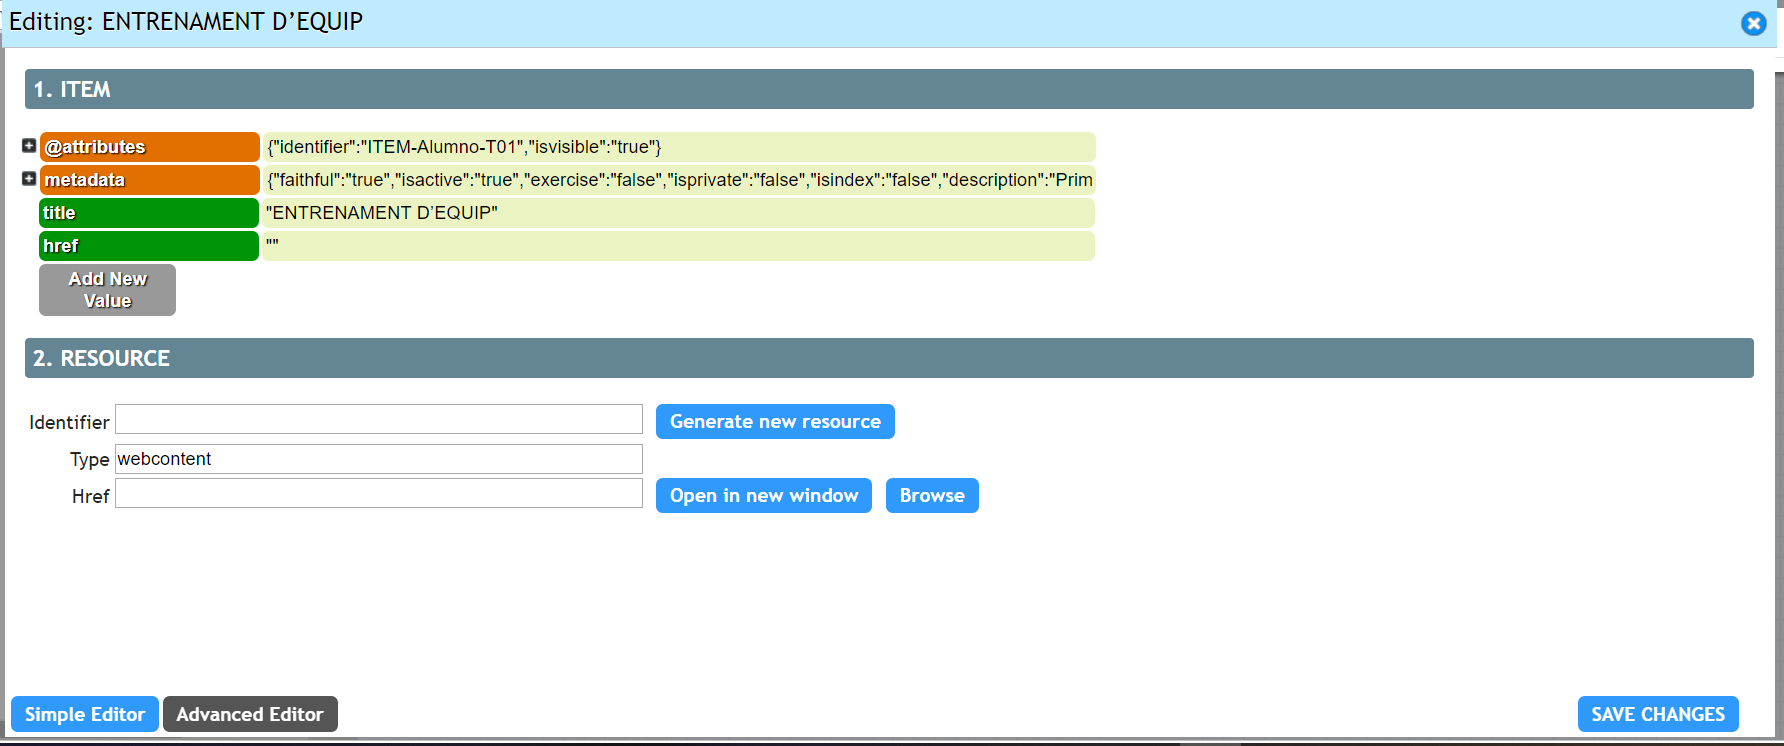 Editing: ENTRENAMENT D’EQUIP
1. ITEM
@attributes {"identifier":"ITEM-Alumno-T01","isvisible":"true"}
metadata {"faithful":"true","isactive":"true","exercise":"false","isprivate":"false","isindex":"false","description":"Prim
title "ENTRENAMENT D’EQUIP"
href ""
Add New
Value
2. RESOURCE
Identifier Generate new resource
Type webcontent
Href Open in new window Browse
Simple Editor Advanced Editor SAVE CHANGES